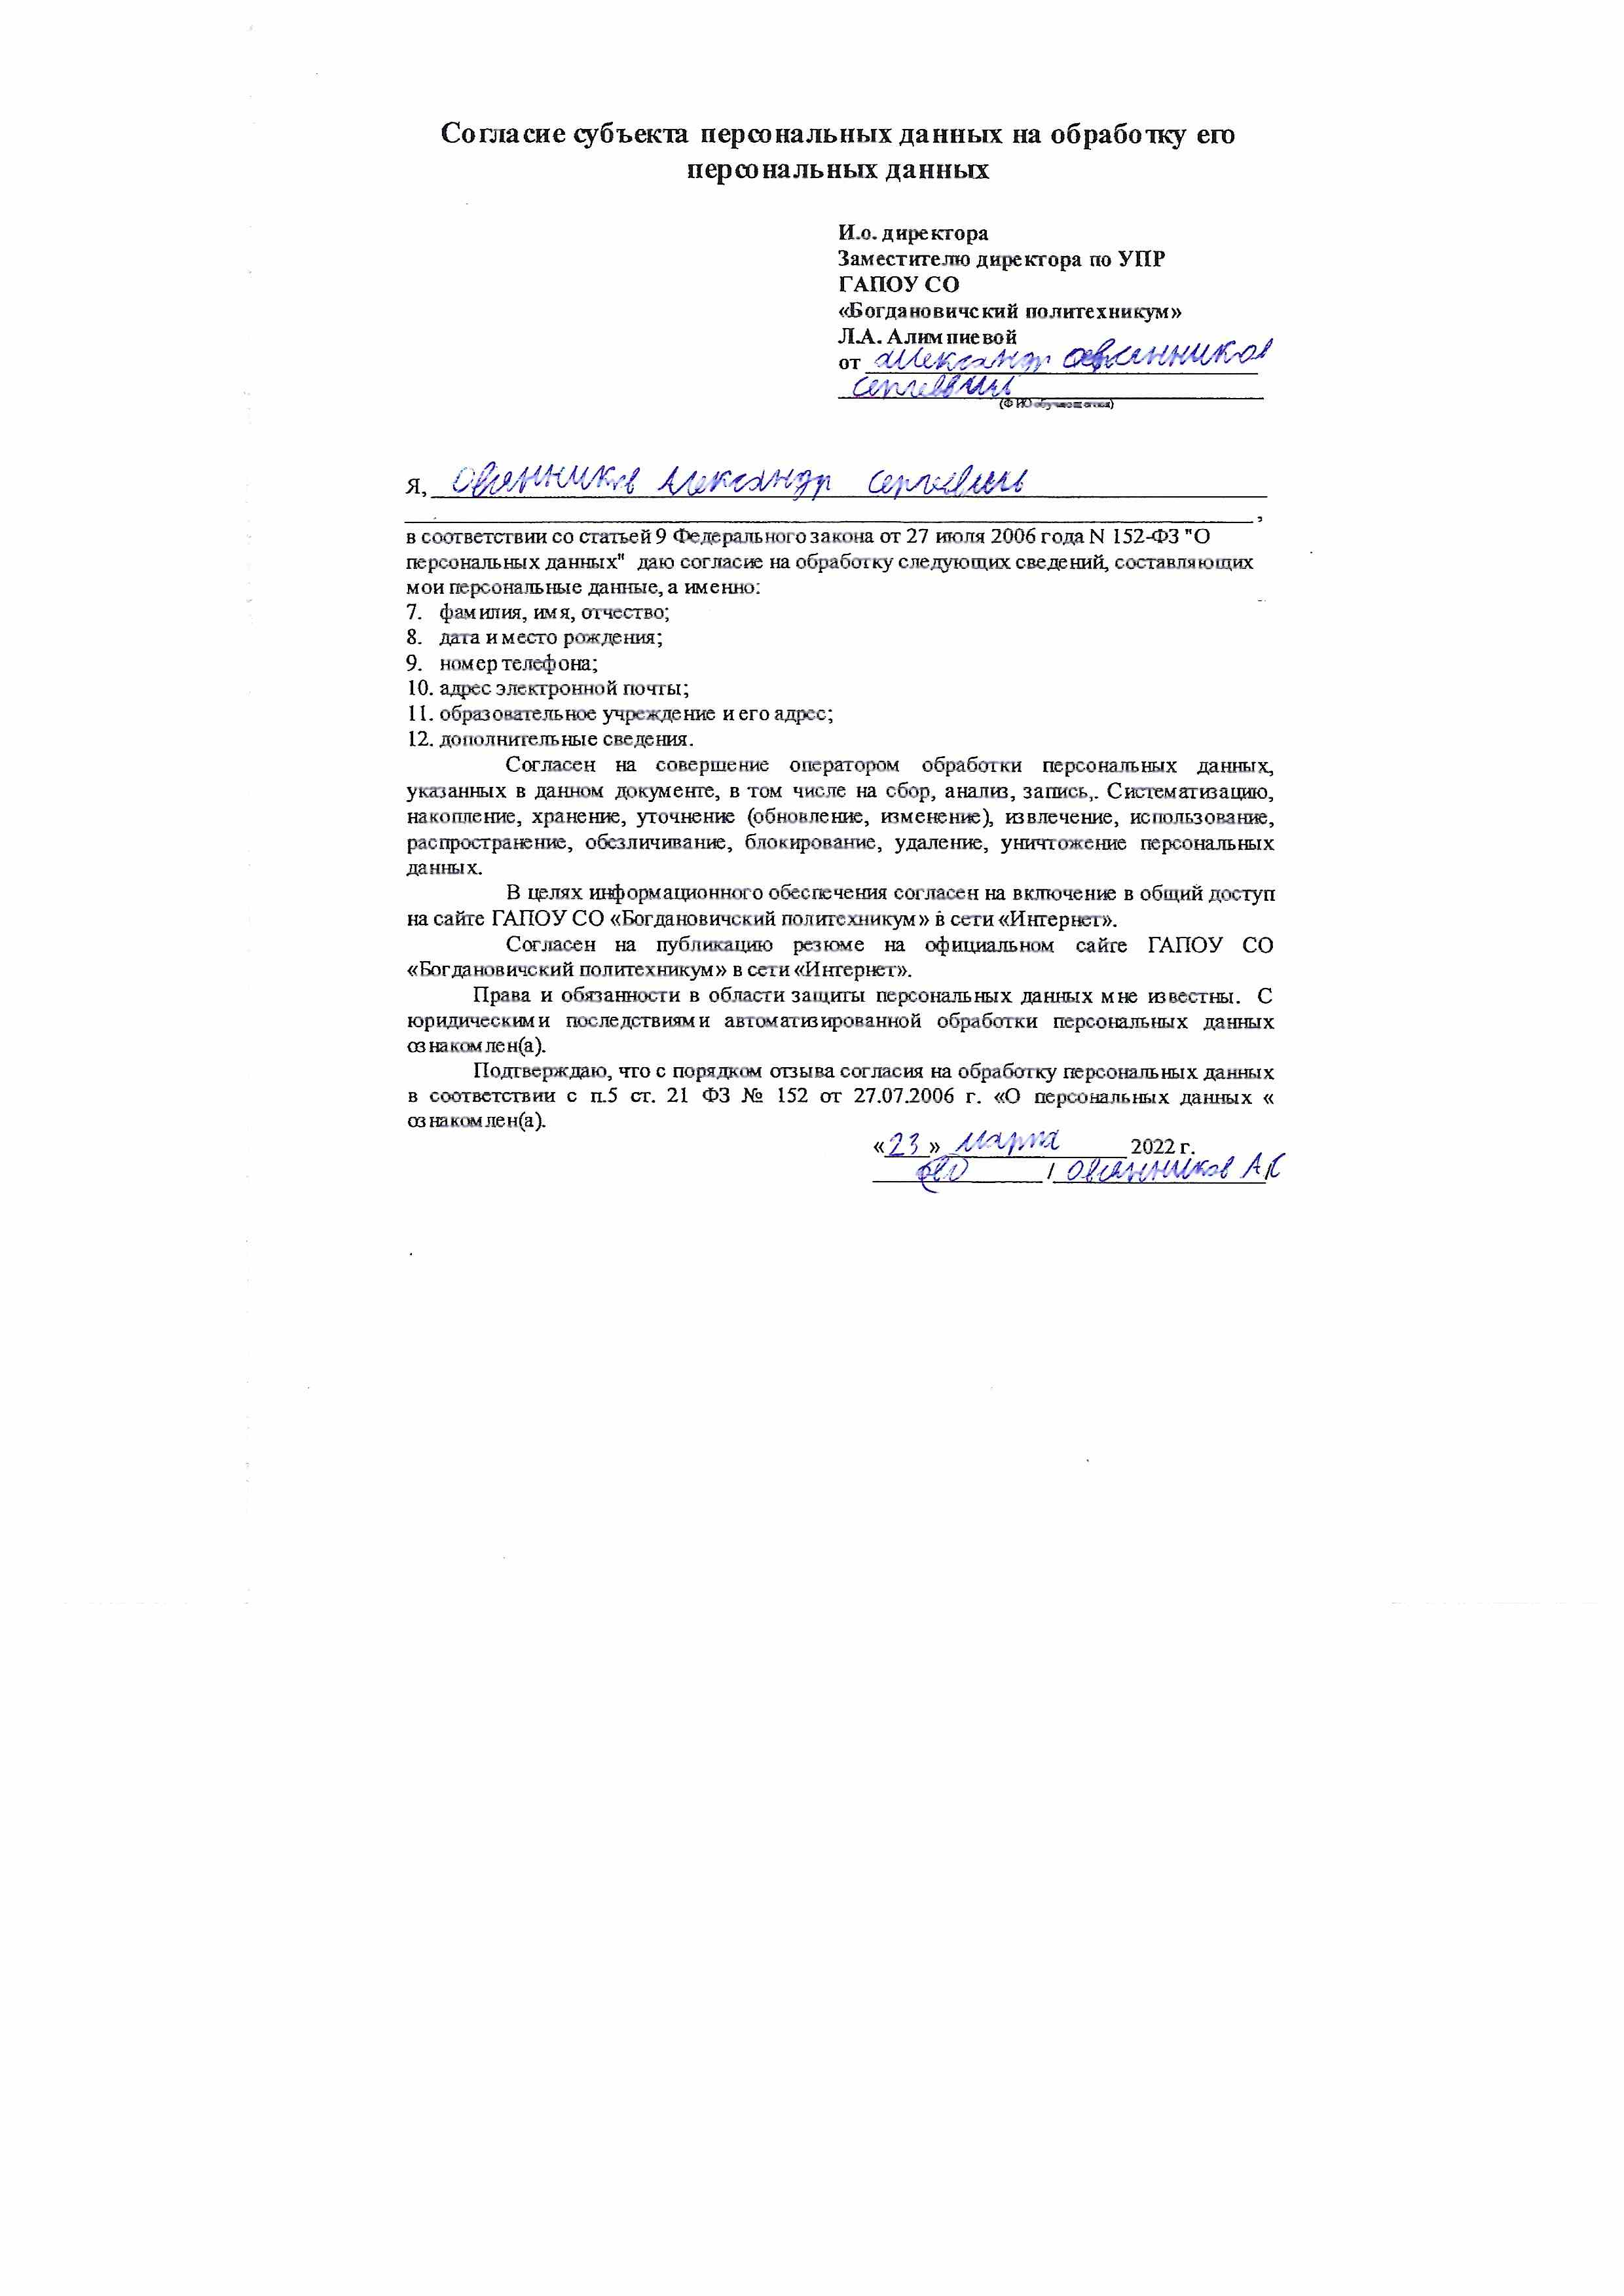 Согласие субъекта персональных данных на обработку его
персональных данных
И.о. директора
Заместителю директора по УПР
ГАПОУ СО
«Богдановичский политехникум»
Л.А. Алимпиевой
от Александр Овсянников
Сергеевич
(ФИО обучающегося)
Я, Овсянников Александр Сергеевич
,
в соответствии со статьей 9 Федерального закона от 27 июля 2006 года N 152-ФЗ "О
персональных данных" даю согласие на обработку следующих сведений, составляющих
мои персональные данные, а именно:
7. фамилия, имя, отчество;
8. дата и место рождения;
9. номер телефона;
10. адрес электронной почты;
11. образовательное учреждение и его адрес;
12. дополнительные сведения.
Согласен на совершение оператором обработки персональных данных,
указанных в данном документе, в том числе на сбор, анализ, запись,. Систематизацию,
накопление, хранение, уточнение (обновление, изменение), извлечение, использование,
распространение, обезличивание, блокирование, удаление, уничтожение персональных
данных.
В целях информационного обеспечения согласен на включение в общий доступ
на сайте ГАПОУ СО «Богдановичский политехникум» в сети «Интернет».
Согласен на публикацию резюме на официальном сайте ГАПОУ СО
«Богдановичский политехникум» в сети «Интернет».
Права и обязанности в области защиты персональных данных мне известны. С
юридическими последствиями автоматизированной обработки персональных данных
ознакомлен(а).
Подтверждаю, что с порядком отзыва согласия на обработку персональных данных
в соответствии с п.5 ст. 21 ФЗ № 152 от 27.07.2006 г. «О персональных данных «
ознакомлен(а).
«23» марта 2022 г.
/ Овсянников А.С